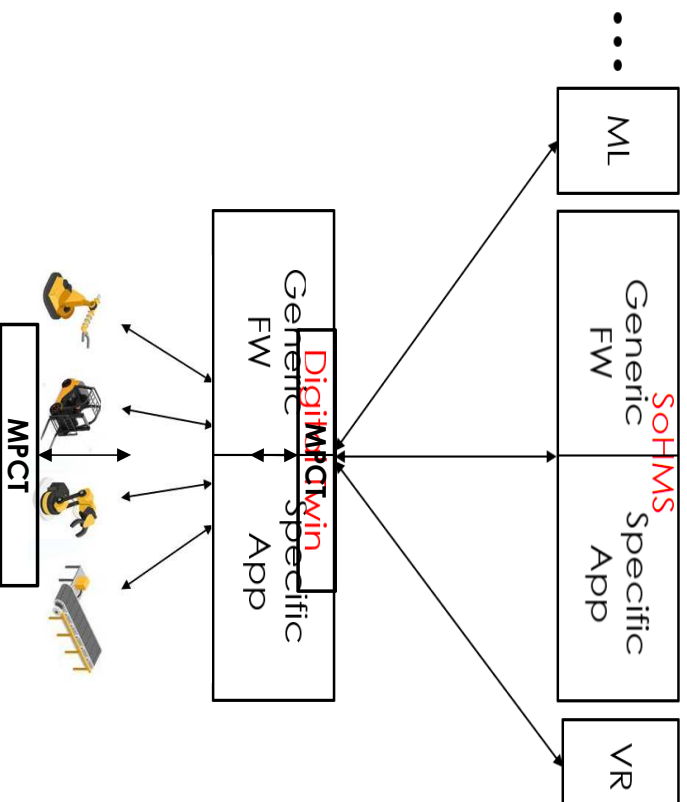 ...
ML
SoHMS
Generic
FW
Specific
App
VR
Digital Twin
MPCT
Generic
FW
Specific
App
MPCT